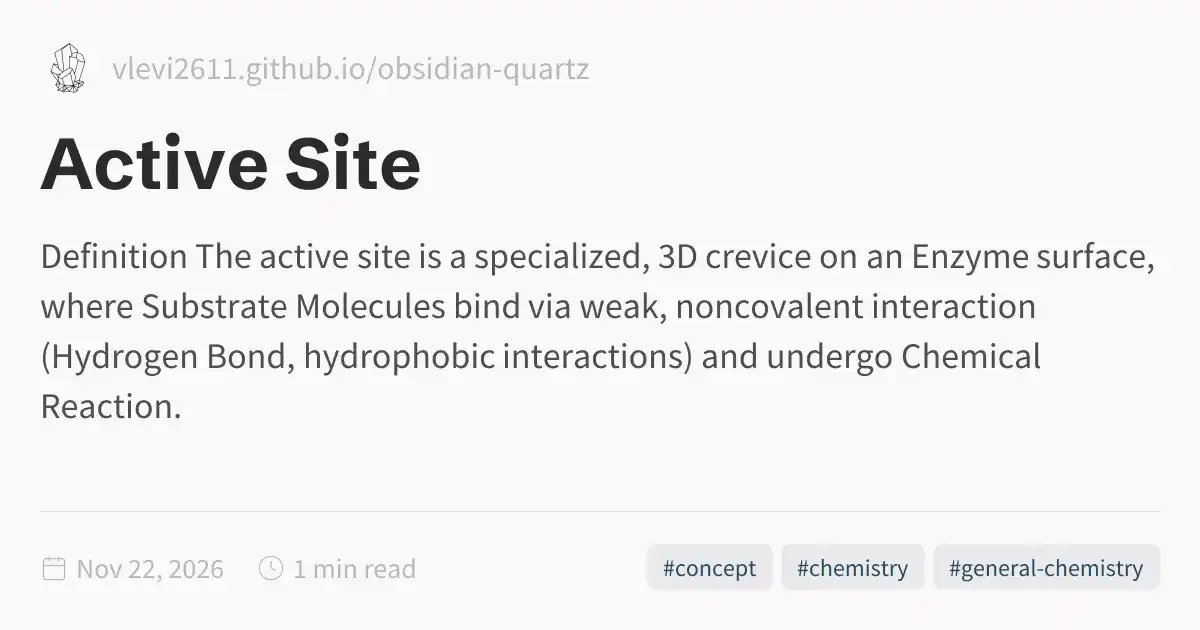 vlevi2611.github.io/obsidian-quartz
Active Site
Definition The active site is a specialized, 3D crevice on an Enzyme surface,
where Substrate Molecules bind via weak, noncovalent interaction
(Hydrogen Bond, hydrophobic interactions) and undergo Chemical
Reaction.
Nov 22, 2026 1 min read #concept #chemistry #general-chemistry